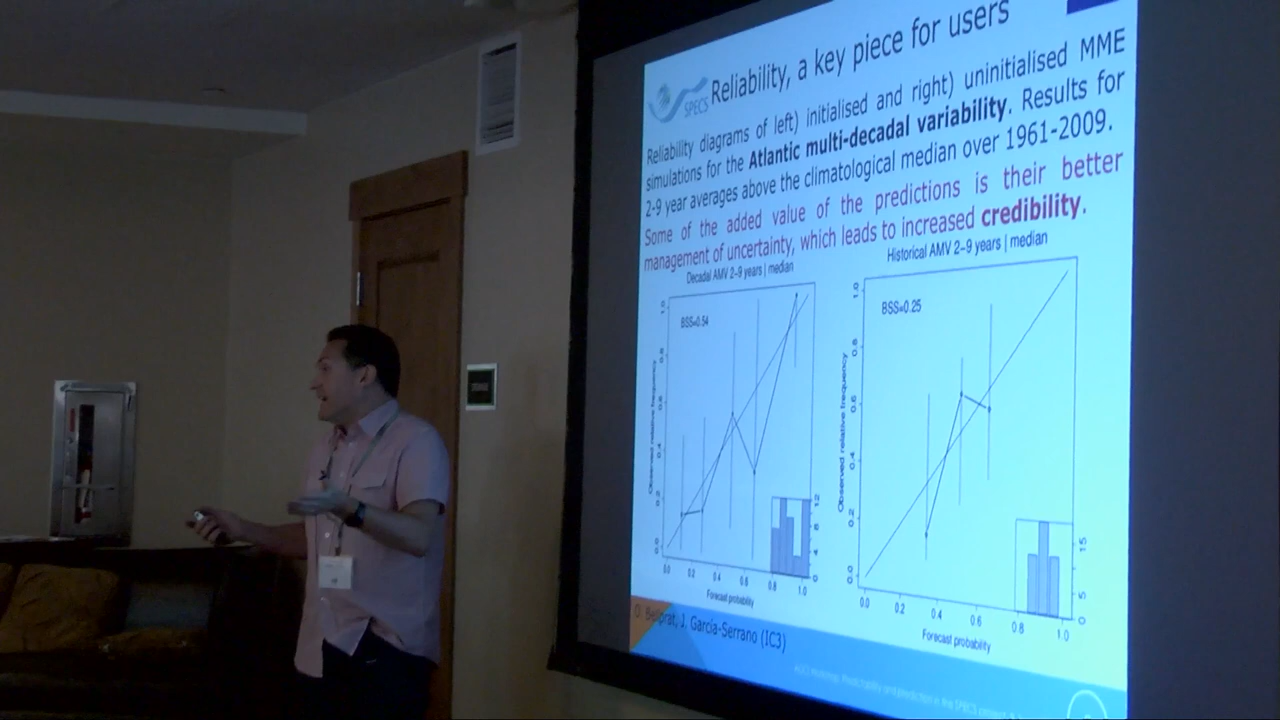 Reliability, a key piece for users
SPECS
Reliability diagrams of left) initialised and right) uninitialised MME
simulations for the Atlantic multi-decadal variability. Results for
2-9 year averages above the climatological median over 1961-2009.
Some of the added value of the predictions is their better
management of uncertainty, which leads to increased credibility.
Decadal AMV 2-9 years | median
Historical AMV 2-9 years | median
BSS=0.54
BSS=0.25
Observed relative frequency
0.0 0.2 0.4 0.6 0.8 1.0
0.0 0.2 0.4 0.6 0.8 1.0
Forecast probability
0 4 8 12
Observed relative frequency
0.0 0.2 0.4 0.6 0.8 1.0
0.0 0.2 0.4 0.6 0.8 1.0
Forecast probability
0 5 15
O. Bellprat, J. García-Serrano (IC3)